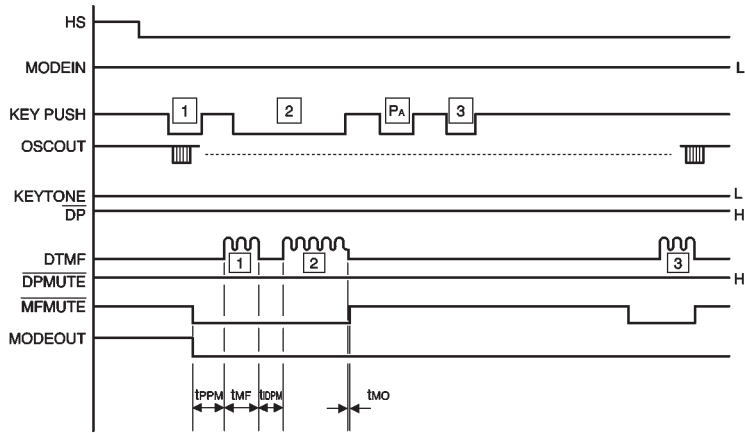 HS
MODEIN L
KEY PUSH 1 2 PA 3
OSCOUT
KEYTONE L
DP H
DTMF 1 2 3
DPMUTE H
MFMUTE
MODEOUT
tPPM tMF tIDPM tMO